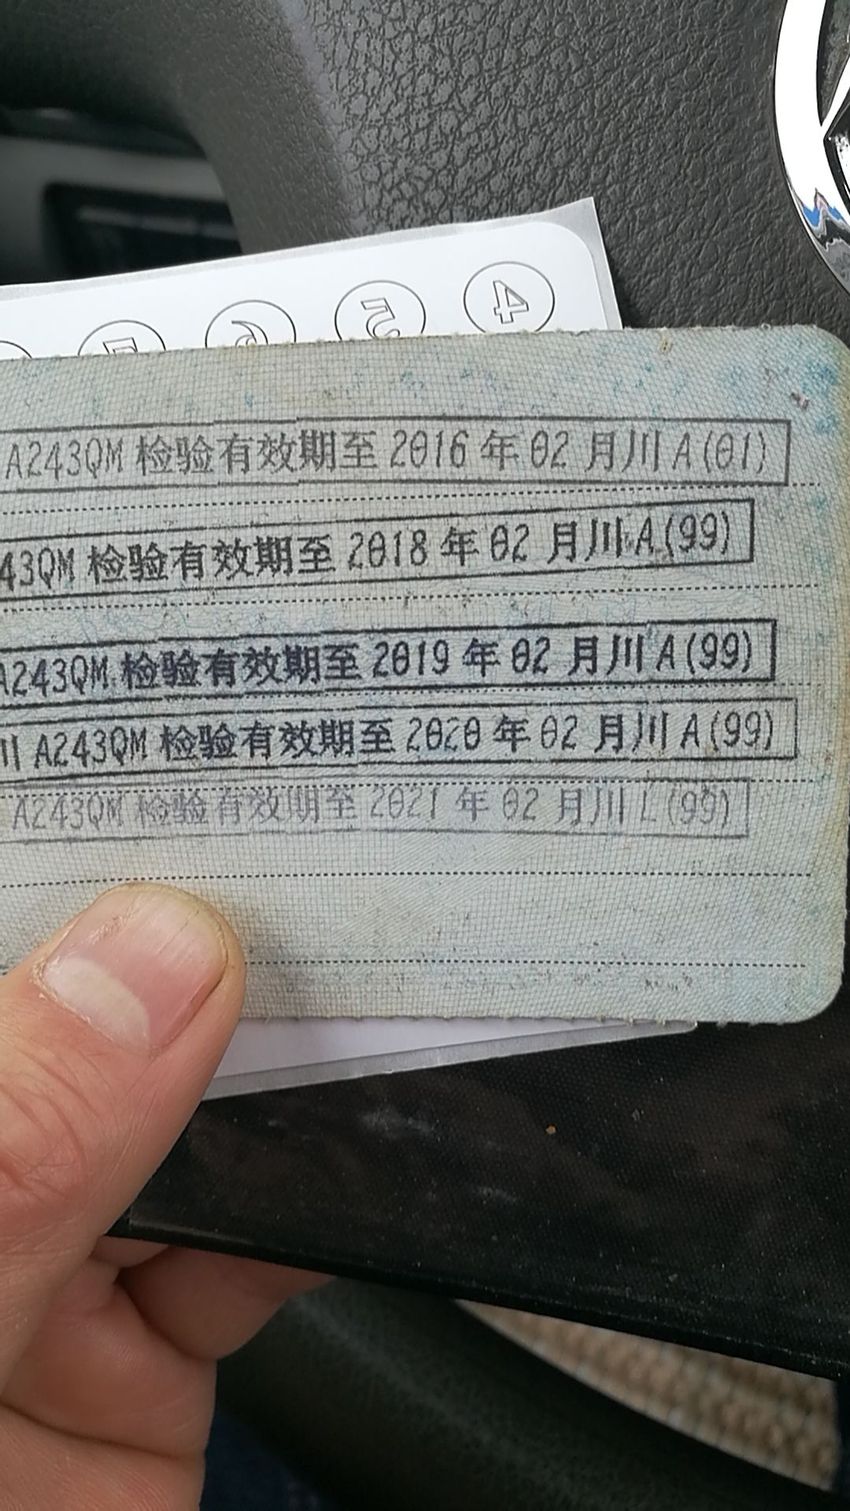 4 5 6 7
A243QM 检验有效期至 2016 年 02 月川 A(01)
43QM 检验有效期至 2018 年 02 月川 A(99)
A243QM 检验有效期至 2019 年 02 月川 A(99)
川 A243QM 检验有效期至 2020 年 02 月川 A(99)
A243QM 检验有效期至 2021 年 02 月川 L(99)